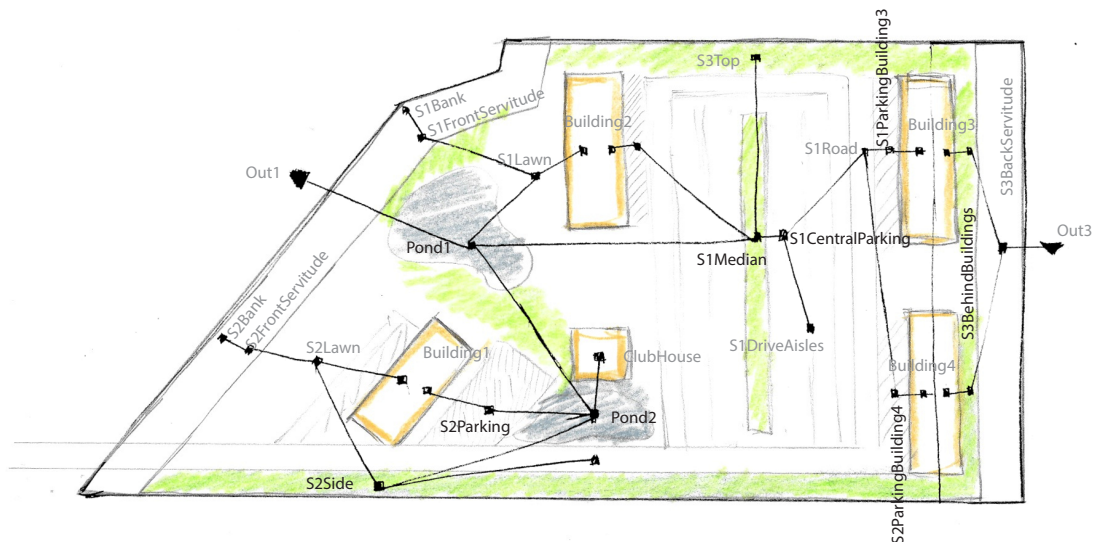 S1ParkingBuilding3
S3Top
S1Bank
S1FrontServitude
Building2
Building3
S1Lawn
S1Road
S3BackServitude
Out1
Out3
Pond1
S1CentralParking
S1Median
S3BehindBuildings
S2Bank
S2FrontServitude
S1DriveAisles
S2Lawn
Building1
ClubHouse
Building4
Pond2
S2Parking
S2ParkingBuilding4
S2Side